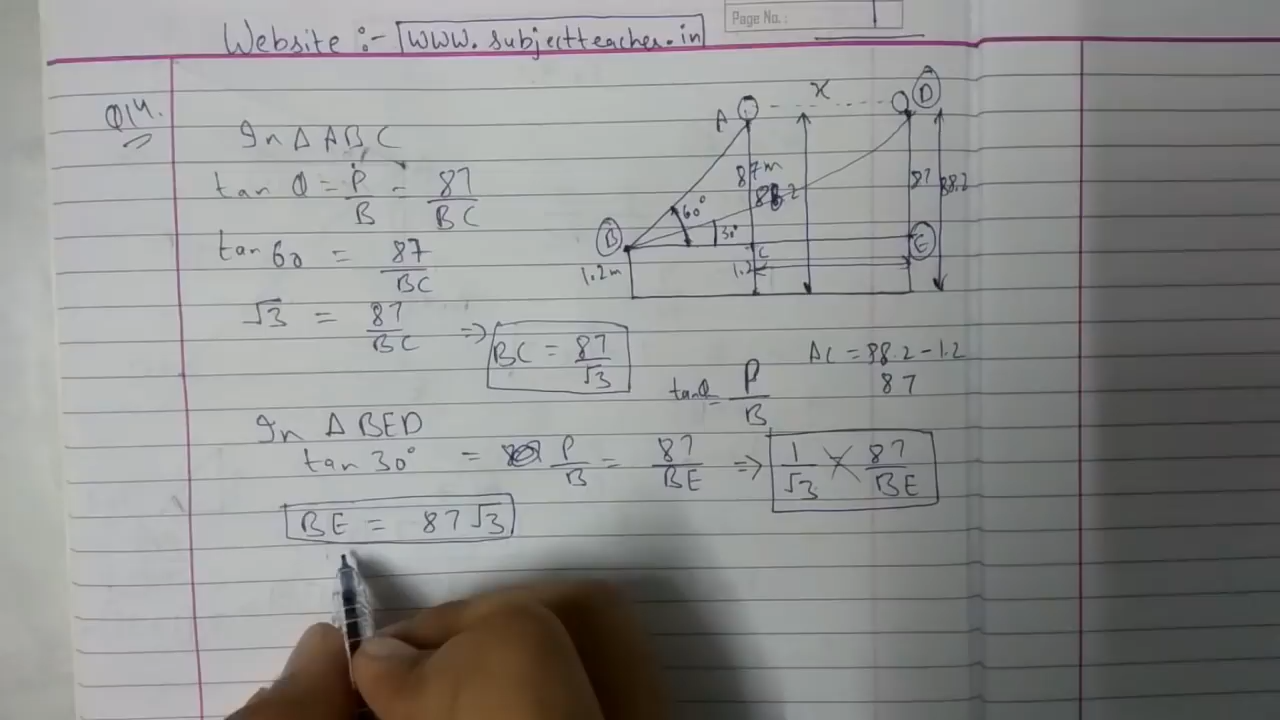 Page No.:
Website :- www.subjectteacher.in
Q14.
In Δ ABC
tan θ = P/B = 87/BC
tan 60 = 87/BC
√3 = 87/BC ⇒ BC = 87/√3
A
x
D
87m
88.2
87
88.2
60°
30°
B
C
E
1.2m
1.2
AC = 88.2 - 1.2
87
tanθ = P/B
In Δ BED
tan 30° = P/B = 87/BE ⇒ 1/√3 87/BE
BE = 87√3